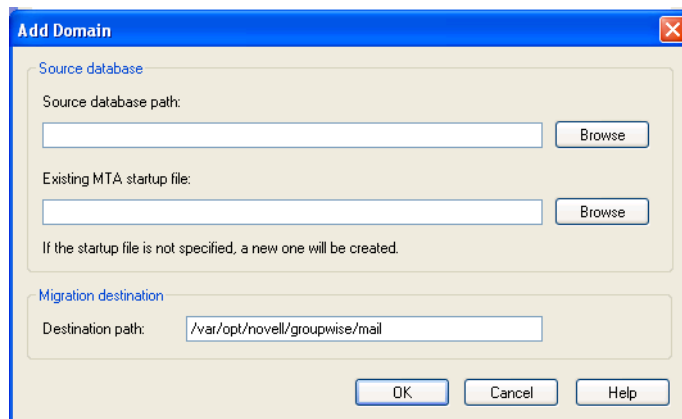 Add Domain
Source database
Source database path:
Browse
Existing MTA startup file:
Browse
If the startup file is not specified, a new one will be created.
Migration destination
Destination path: /var/opt/novell/groupwise/mail
OK Cancel Help